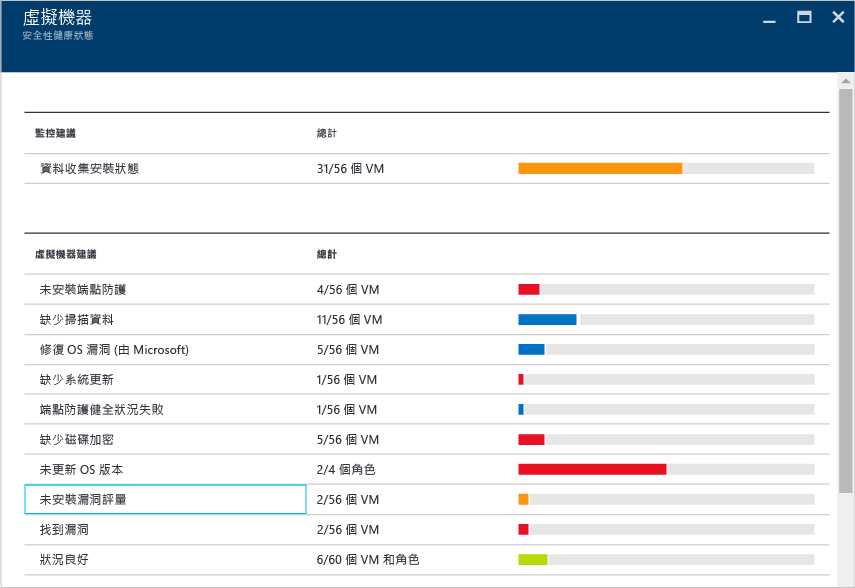 虛擬機器
安全性健康狀態
監控建議 總計
資料收集安裝狀態 31/56 個 VM
虛擬機器建議 總計
未安裝端點防護 4/56 個 VM
缺少掃描資料 11/56 個 VM
修復 OS 漏洞 (由 Microsoft) 5/56 個 VM
缺少系統更新 1/56 個 VM
端點防護健全狀況失敗 1/56 個 VM
缺少磁碟加密 5/56 個 VM
未更新 OS 版本 2/4 個角色
未安裝漏洞評量 2/56 個 VM
找到漏洞 2/56 個 VM
狀況良好 6/60 個 VM 和角色